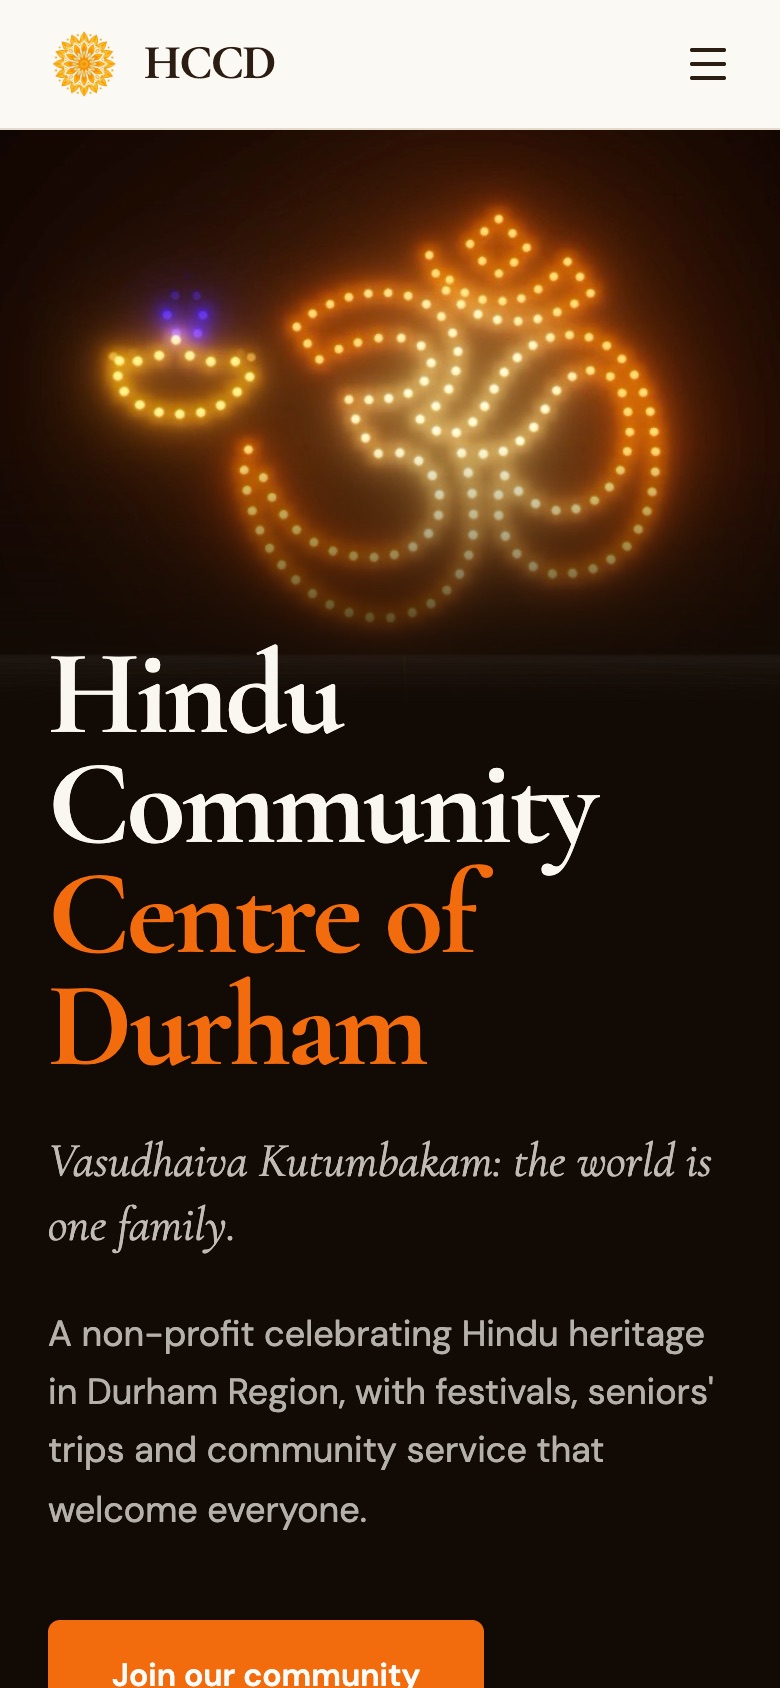 HCCD
ॐ
Hindu
Community
Centre of
Durham
Vasudhaiva Kutumbakam: the world is
one family.
A non-profit celebrating Hindu heritage
in Durham Region, with festivals, seniors'
trips and community service that
welcome everyone.
Join our community